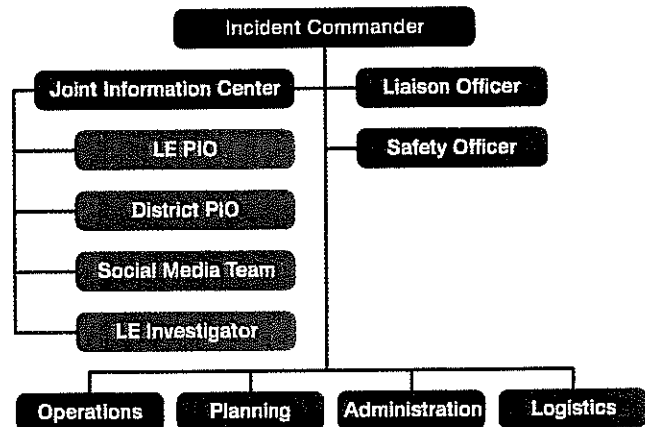 Incident Commander
Joint Information Center
Liaison Officer
LE PIO
Safety Officer
District PIO
Social Media Team
LE Investigator
Operations
Planning
Administration
Logistics